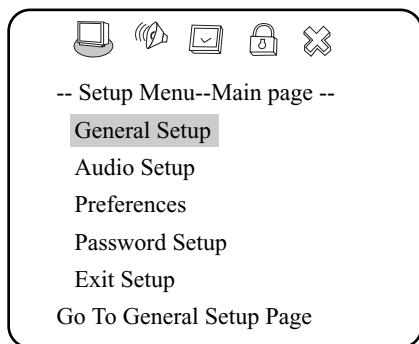 -- Setup Menu--Main page --
General Setup
Audio Setup
Preferences
Password Setup
Exit Setup
Go To General Setup Page